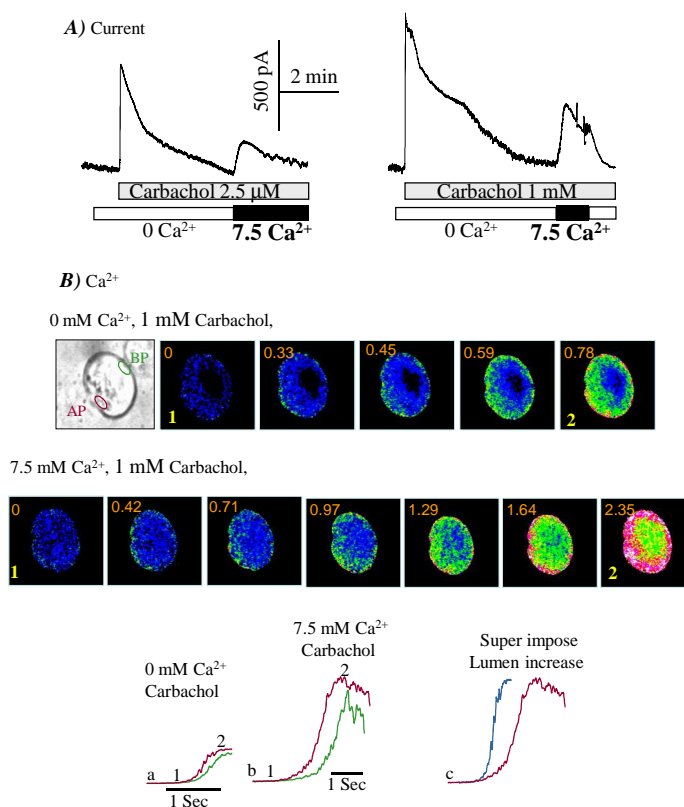 A) Current
500 pA
2 min
Carbachol 2.5 µM
0 Ca²⁺
7.5 Ca²⁺
Carbachol 1 mM
0 Ca²⁺
7.5 Ca²⁺
B) Ca²⁺
0 mM Ca²⁺, 1 mM Carbachol,
BP
AP
0
1
0.33
0.45
0.59
0.78
2
7.5 mM Ca²⁺, 1 mM Carbachol,
0
1
0.42
0.71
0.97
1.29
1.64
2.35
2
0 mM Ca²⁺
Carbachol
a
1
2
1 Sec
7.5 mM Ca²⁺
Carbachol
2
b
1
1 Sec
Super impose
Lumen increase
c